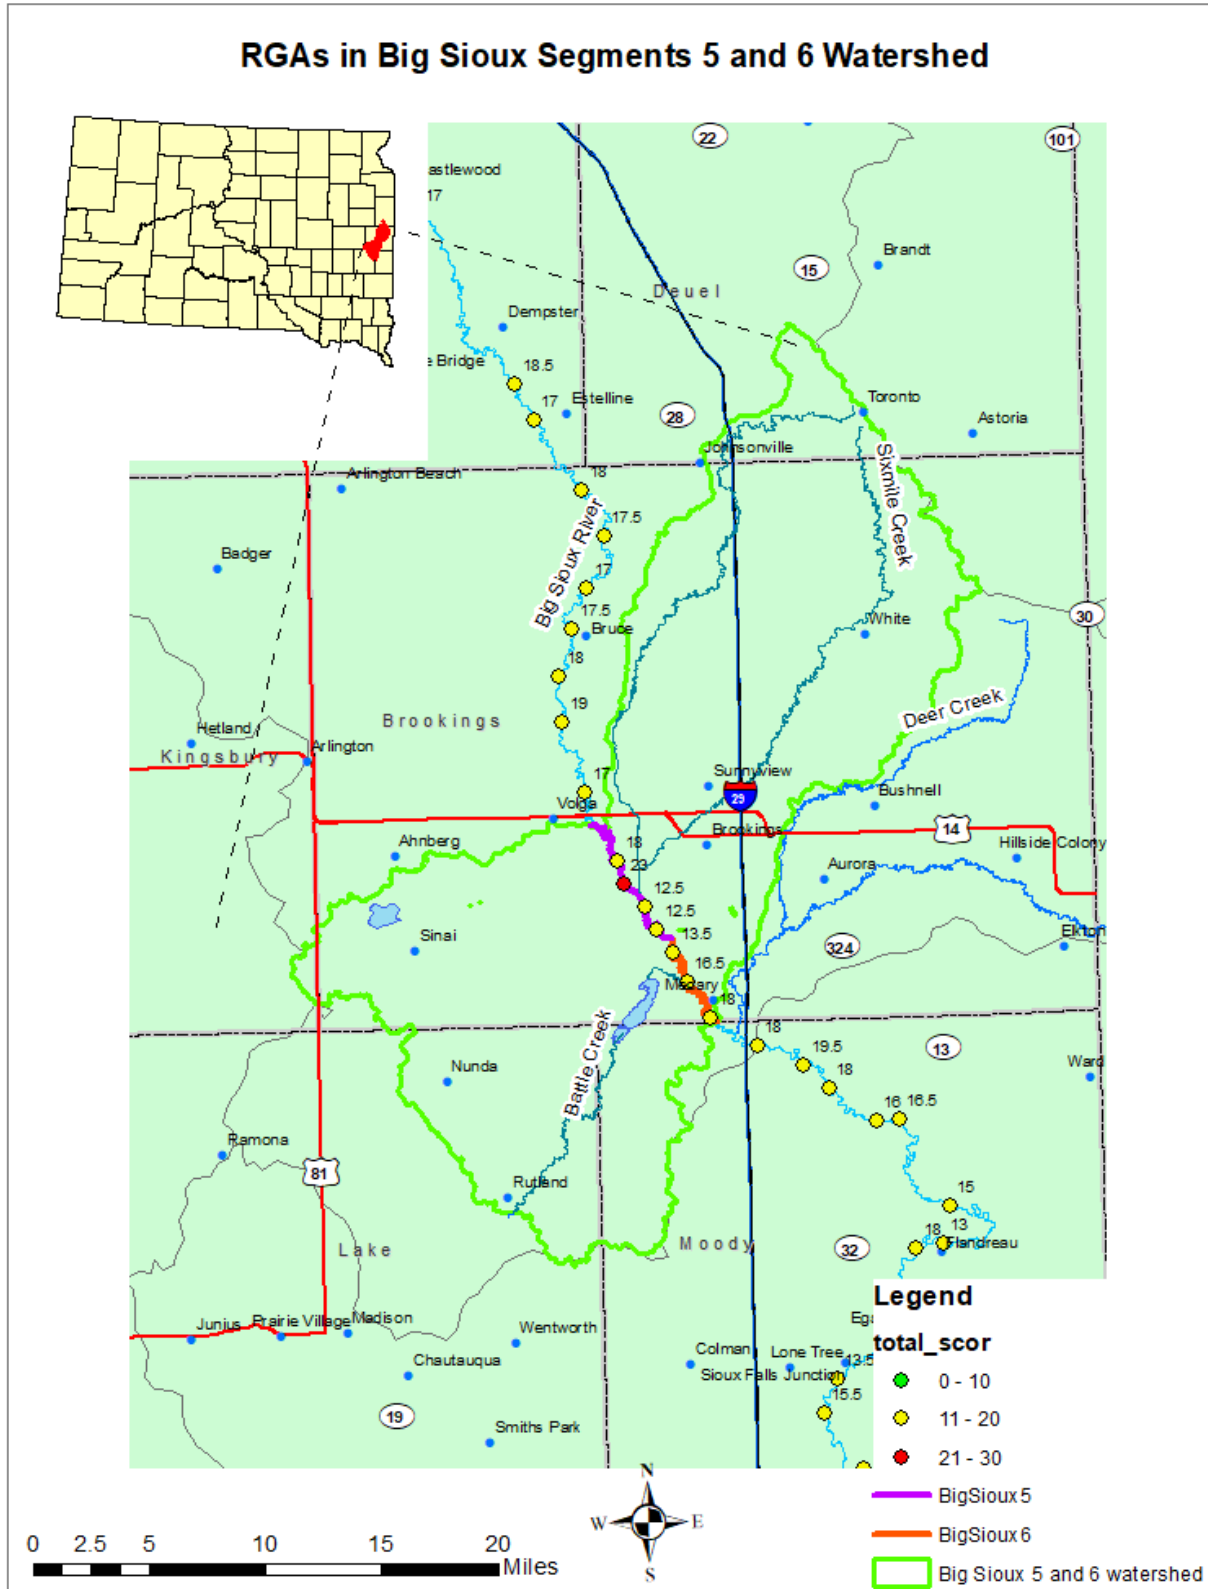 RGAs in Big Sioux Segments 5 and 6 Watershed
22
101
astlewood
17
Brandt
15
Deuel
Dempster
e Bridge
18.5
Estelline
17
28
Toronto
Astoria
Johnsonville
Arlington Beach
18
Sixmile Creek
17.5
Big Sioux River
Badger
17
17.5
Bruce
White
30
18
19
Brookings
Deer Creek
Hetland
Arlington
Kingsbury
17
Sunnyview
29
Bushnell
Volga
Brookings
14
Ahnberg
18
23
Hillside Colony
Aurora
12.5
12.5
Sinai
13.5
324
Elkton
16.5
Medary
18
18
13
Battle Creek
19.5
Nunda
18
Ward
16
16.5
Ramona
81
Rutland
15
18
13
Flandreau
Lake
Moody
32
Legend
Junius
Prairie Village
Madison
Wentworth
Ega
total_scor
Colman
Lone Tree
13.5
Chautauqua
Sioux Falls Junction
0 - 10
15.5
19
11 - 20
Smiths Park
21 - 30
N
BigSioux 5
W
E
BigSioux 6
S
0 2.5 5 10 15 20
Miles
Big Sioux 5 and 6 watershed